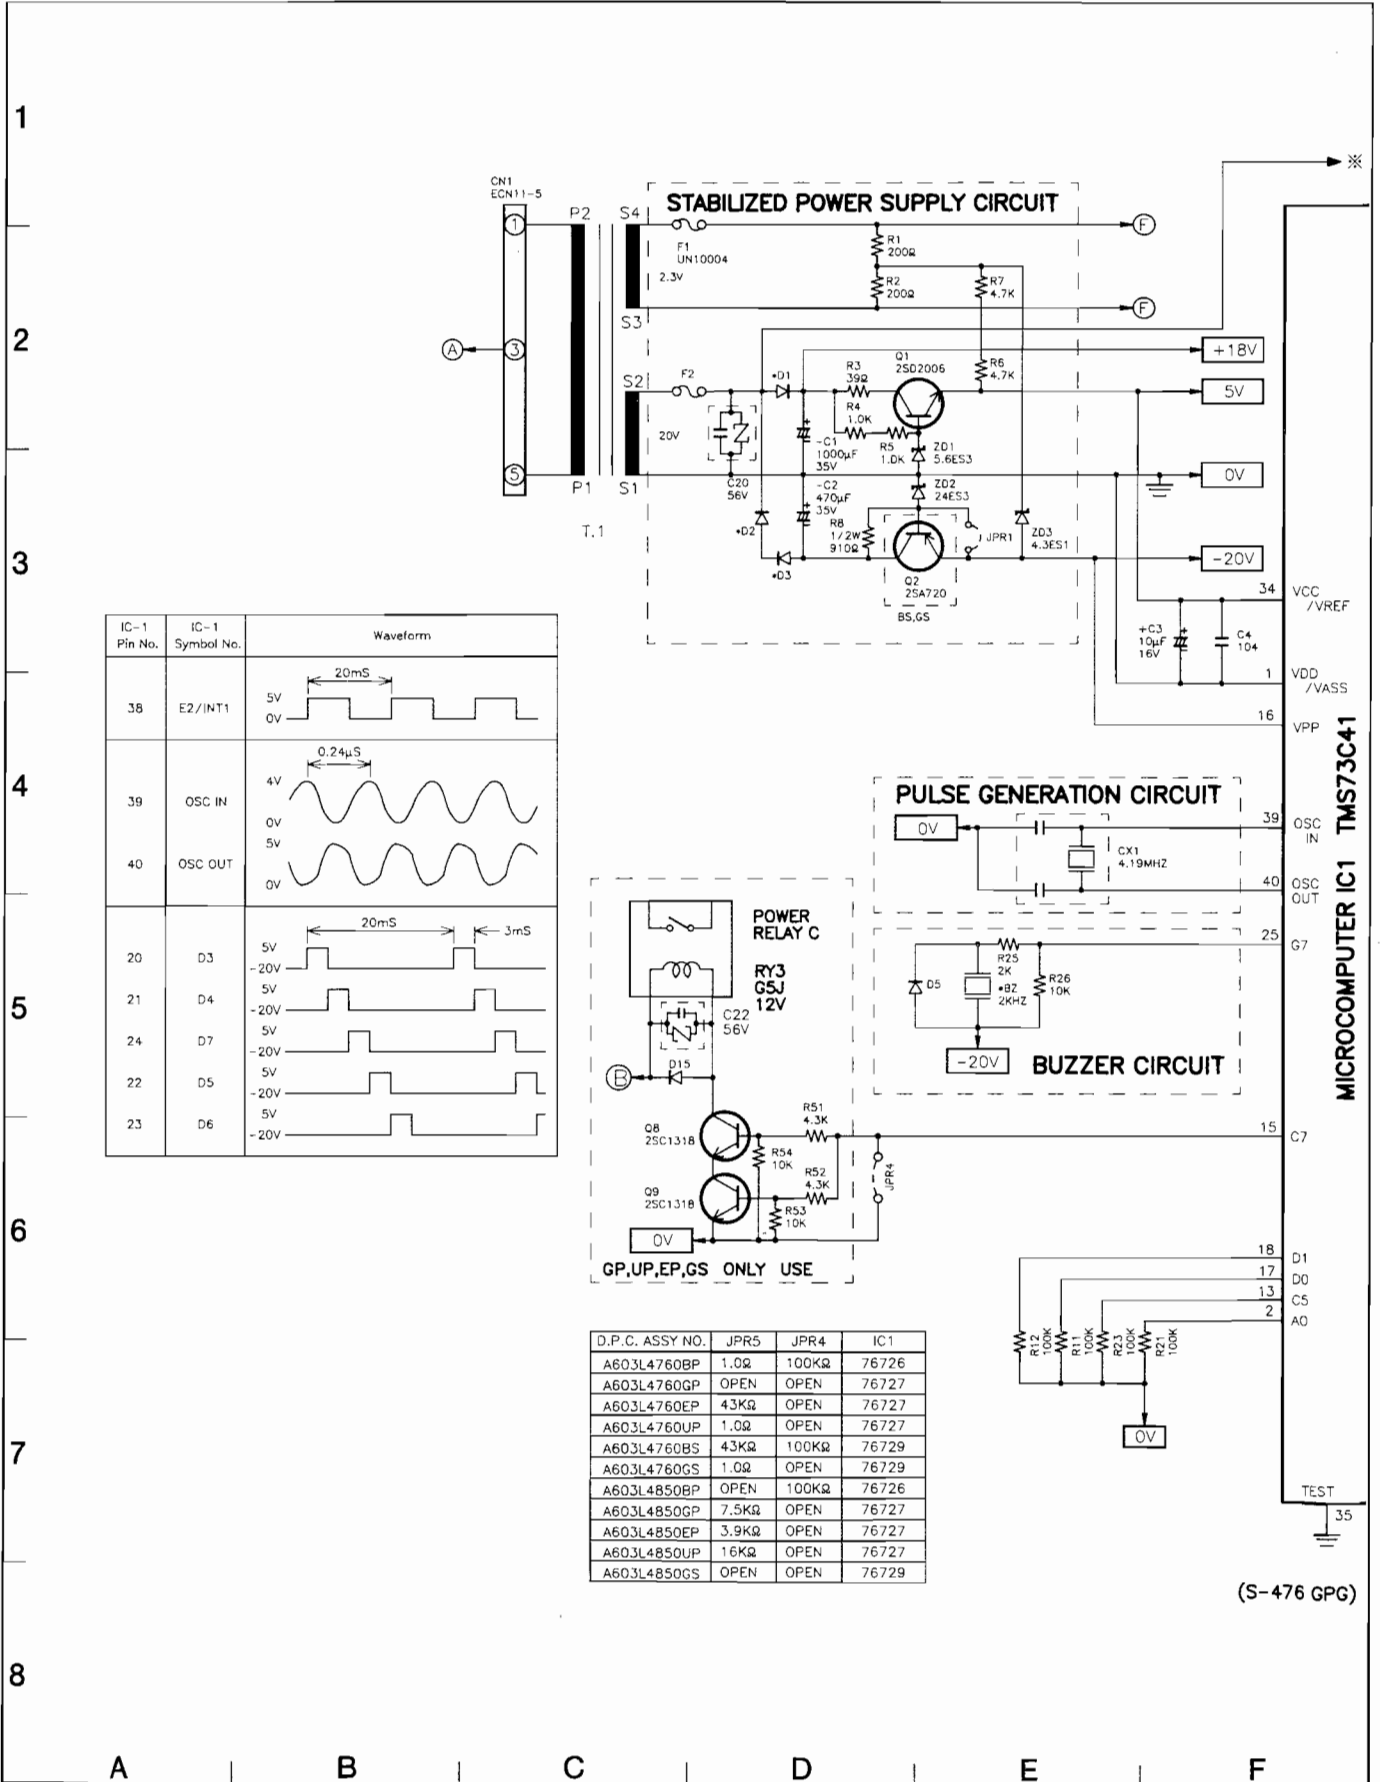 1
※
CN1
ECN11-5
STABILIZED POWER SUPPLY CIRCUIT
1
P2
S4
F
F1
UN10004
2.3V
R1
200Ω
R2
200Ω
R7
4.7K
S3
F
2
A
3
+18V
S2
F2
•D1
R3
39Ω
Q1
2SD2006
R6
4.7K
5V
R4
1.0K
20V
-C1
1000μF
35V
R5
1.0K
ZD1
5.6ES3
5
P1
S1
C20
56V
0V
-C2
470μF
35V
ZD2
24ES3
T.1
•D2
R8
1/2W
910Ω
JPR1
ZD3
4.3ES1
3
•D3
-20V
Q2
2SA720
BS,GS
34
VCC
/VREF
+C3
10μF
16V
C4
104
1
VDD
/VASS
16
VPP
IC-1
Pin No.
IC-1
Symbol No.
Waveform
38
E2/INT1
5V
0V
20mS
39
OSC IN
4V
0V
0.24μS
40
OSC OUT
5V
0V
20
D3
5V
-20V
20mS
3mS
21
D4
5V
-20V
24
D7
5V
-20V
22
D5
5V
-20V
23
D6
5V
-20V
4
PULSE GENERATION CIRCUIT
0V
39
OSC
IN
CX1
4.19MHZ
40
OSC
OUT
MICROCOMPUTER IC1 TMS73C41
POWER
RELAY C
RY3
G5J
12V
C22
56V
25
G7
R25
2K
D5
•BZ
2KHZ
R26
10K
5
-20V
BUZZER CIRCUIT
B
D15
Q8
2SC1318
R51
4.3K
15
C7
R54
10K
R52
4.3K
JPR4
Q9
2SC1318
R53
10K
6
0V
GP,UP,EP,GS ONLY USE
18
D1
17
D0
13
C5
2
A0
R12
100K
R11
100K
R23
100K
R21
100K
0V
D.P.C. ASSY NO. JPR5 JPR4 IC1
A603L4760BP 1.0Ω 100KΩ 76726
A603L4760GP OPEN OPEN 76727
A603L4760EP 43KΩ OPEN 76727
A603L4760UP 1.0Ω OPEN 76727
A603L4760BS 43KΩ 100KΩ 76729
A603L4760GS 1.0Ω OPEN 76729
A603L4850BP OPEN 100KΩ 76726
A603L4850GP 7.5KΩ OPEN 76727
A603L4850EP 3.9KΩ OPEN 76727
A603L4850UP 16KΩ OPEN 76727
A603L4850GS OPEN OPEN 76729
7
TEST
35
(S-476 GPG)
8
A
B
C
D
E
F